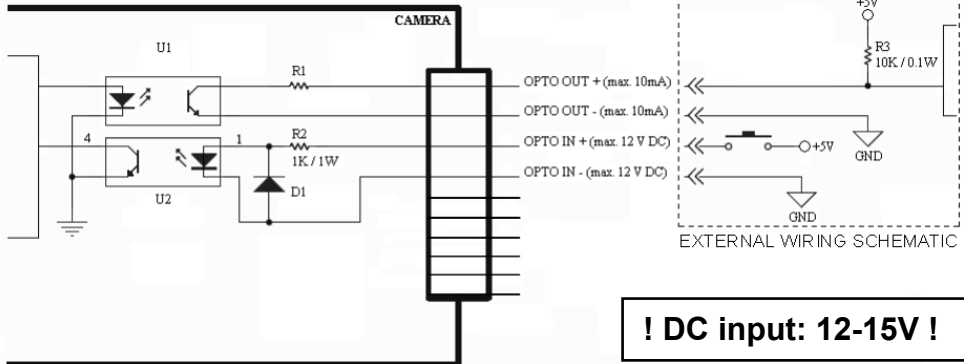 CAMERA
U1
R1
4
1
R2
1K / 1W
D1
U2
OPTO OUT + (max. 10mA)
OPTO OUT - (max. 10mA)
OPTO IN + (max. 12 V DC)
OPTO IN - (max. 12 V DC)
+5V
R3
10K / 0.1W
GND
+5V
GND
EXTERNAL WIRING SCHEMATIC
! DC input: 12-15V !